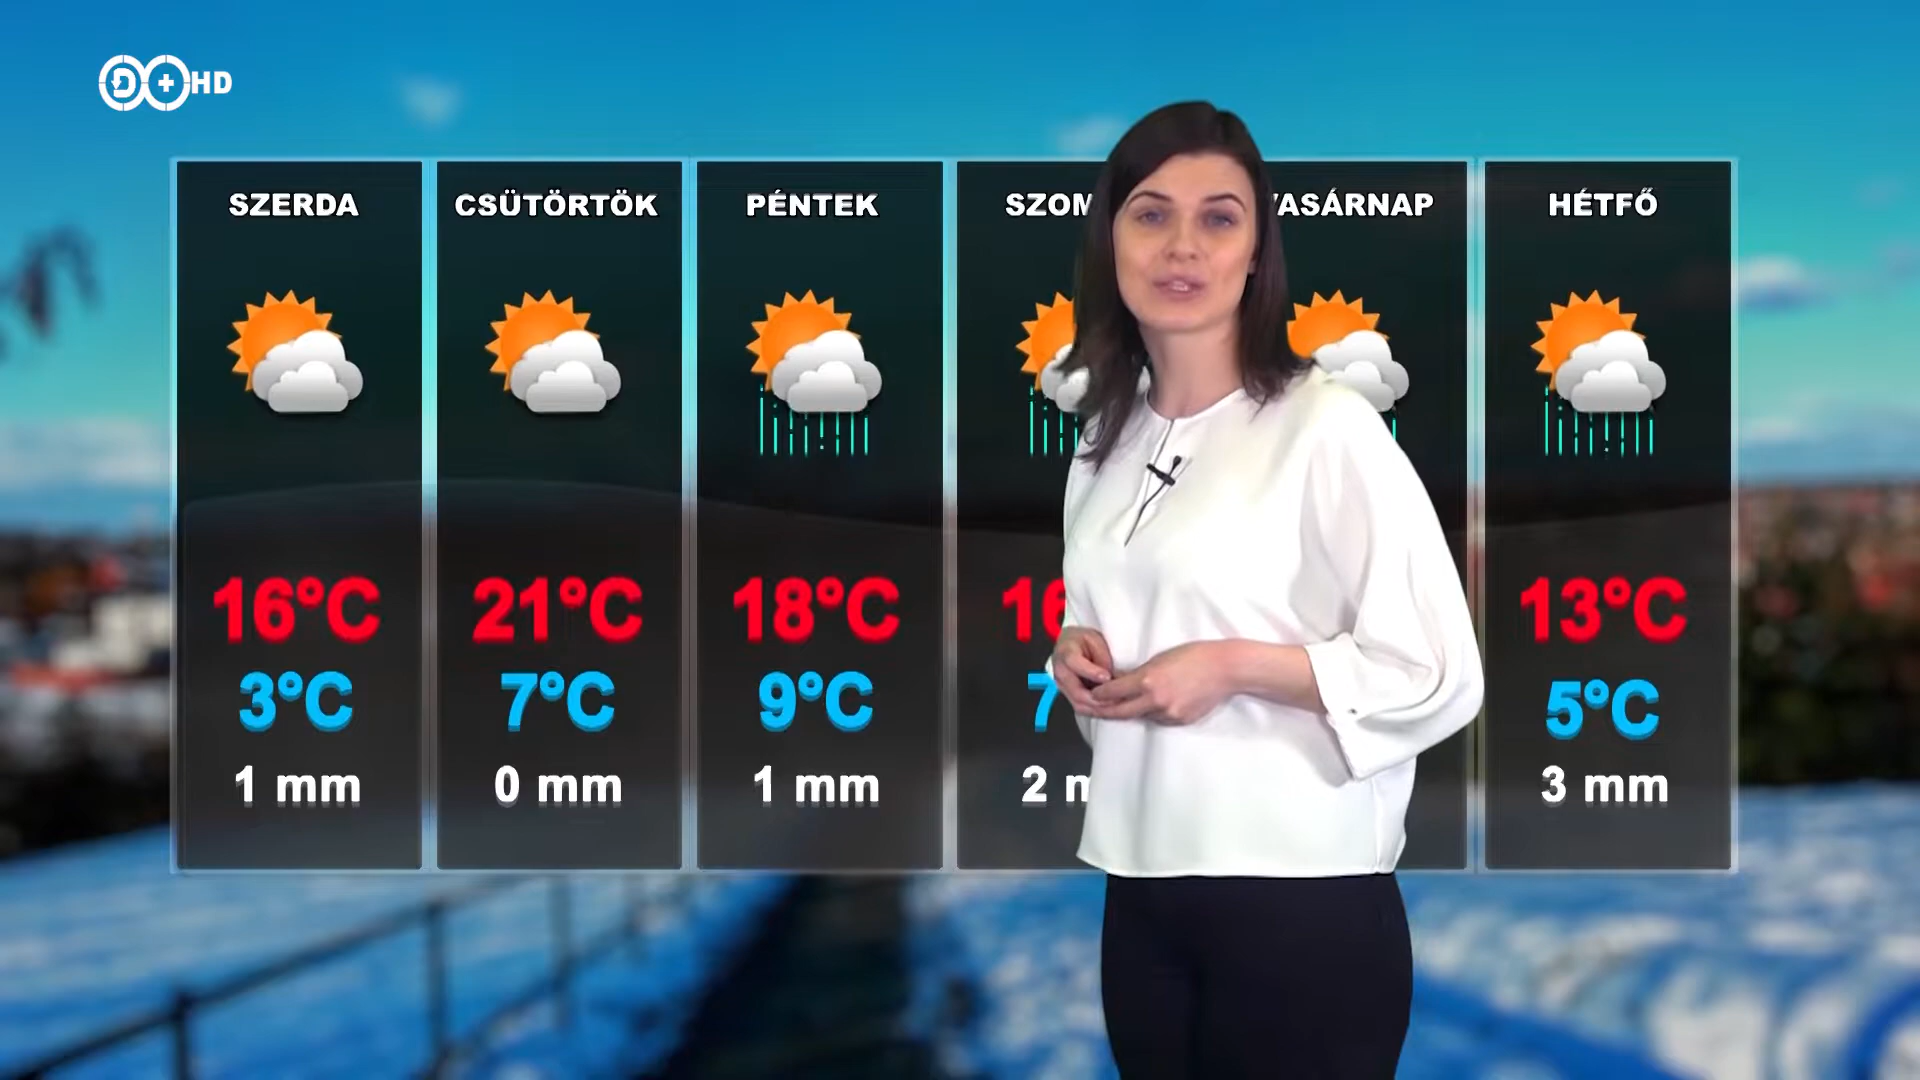 D+HD
SZERDA
16°C
3°C
1 mm
CSÜTÖRTÖK
21°C
7°C
0 mm
PÉNTEK
18°C
9°C
1 mm
HÉTFŐ
13°C
5°C
3 mm